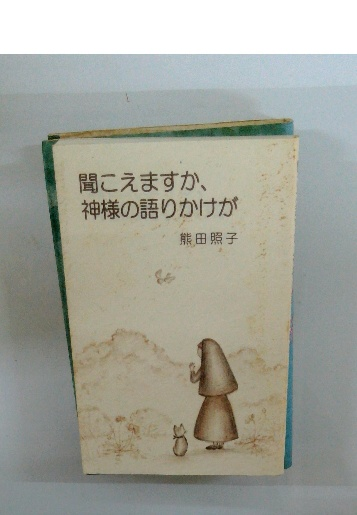 聞こえますか、
神様の語りかけが
熊田照子